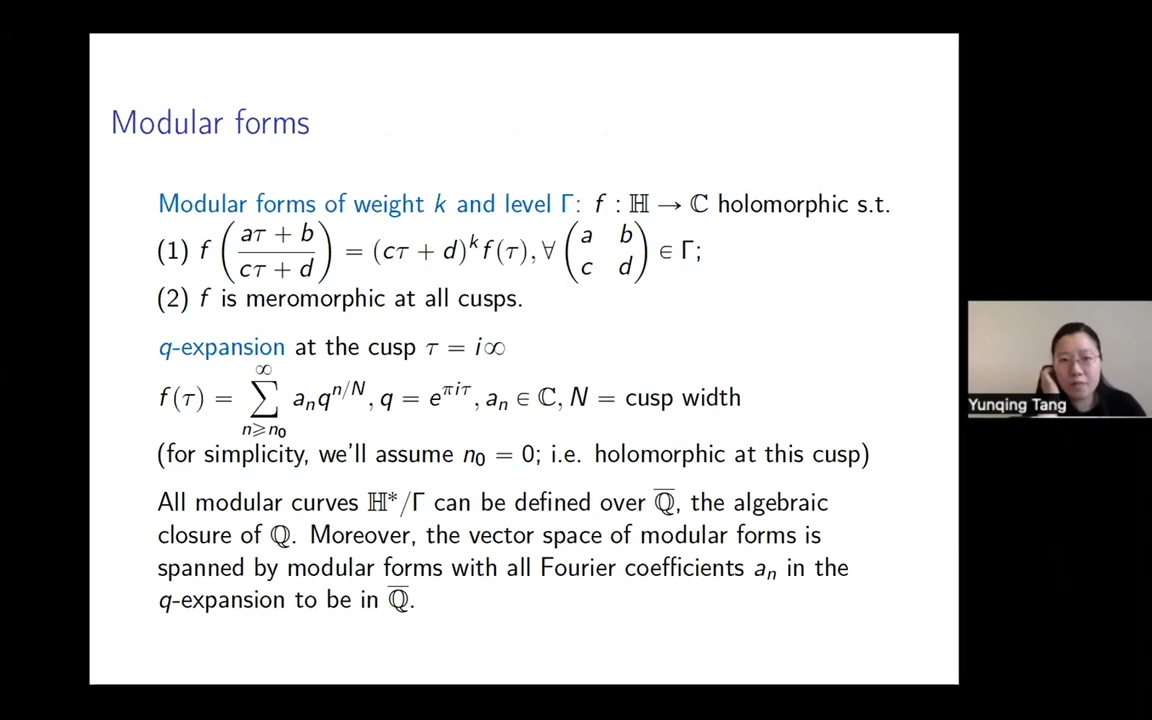 Modular forms
Modular forms of weight k and level Γ: f : ℍ → ℂ holomorphic s.t.
(1) f((aτ + b)/(cτ + d)) = (cτ + d)^k f(τ), ∀ (a b; c d) ∈ Γ;
(2) f is meromorphic at all cusps.
q-expansion at the cusp τ = i∞
f(τ) = ∑_{n⩾n₀}^{∞} aₙq^{n/N}, q = e^{πiτ}, aₙ ∈ ℂ, N = cusp width
(for simplicity, we'll assume n₀ = 0; i.e. holomorphic at this cusp)
All modular curves ℍ*/Γ can be defined over ℚ̅, the algebraic
closure of ℚ. Moreover, the vector space of modular forms is
spanned by modular forms with all Fourier coefficients aₙ in the
q-expansion to be in ℚ̅.
Yunqing Tang